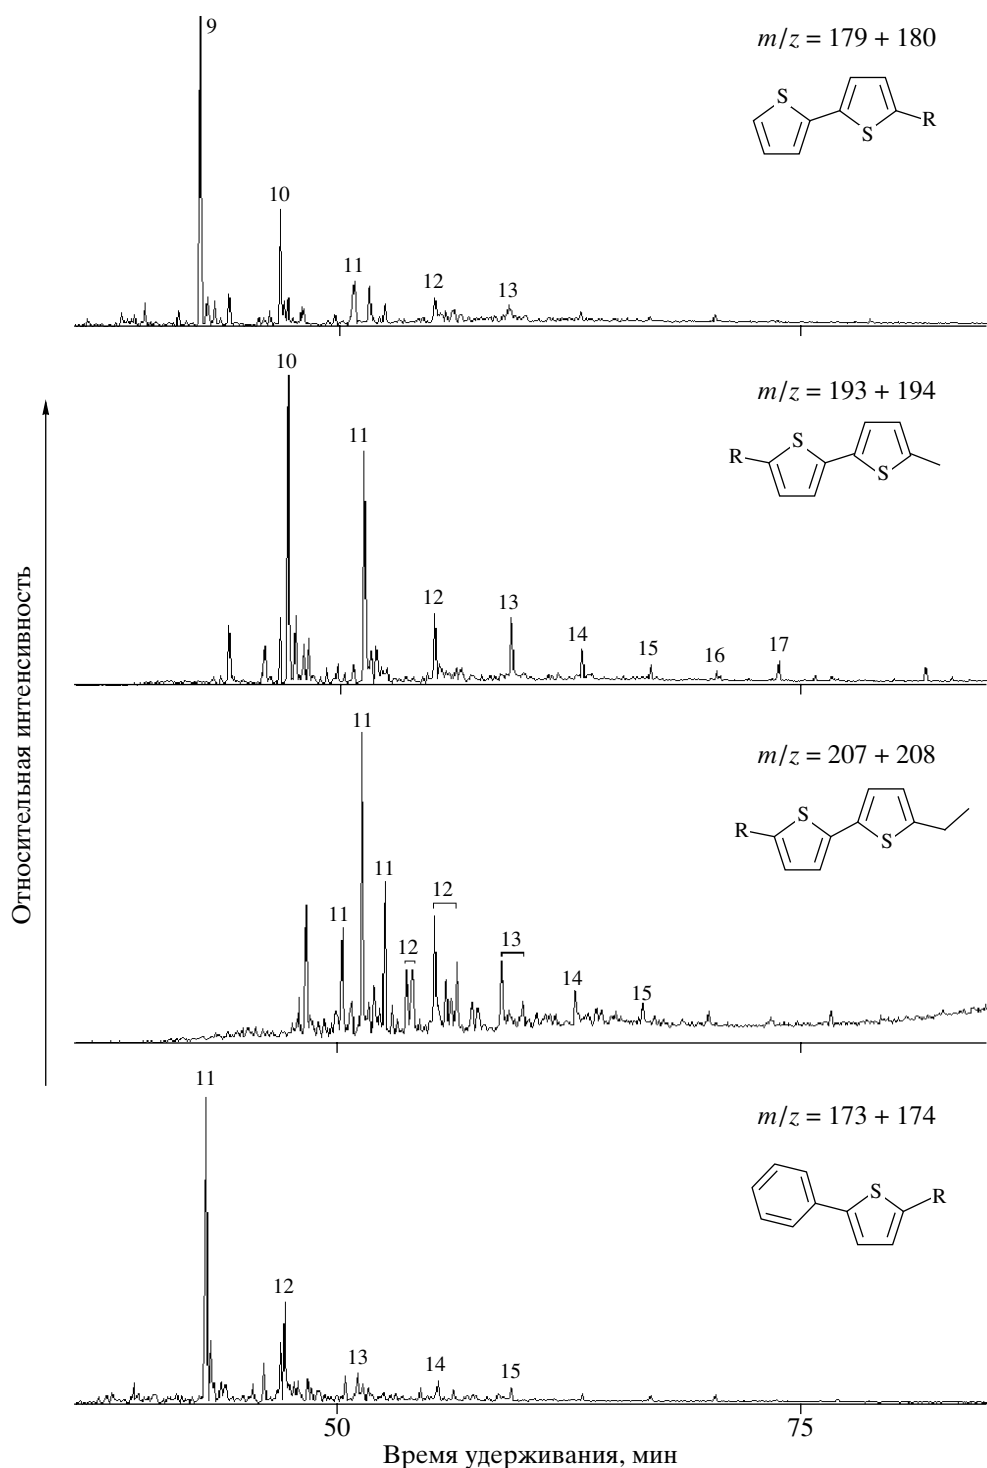 9
m/z = 179 + 180
S
R
S
10
11
12
13
m/z = 193 + 194
R
S
S
10
11
12
13
14
15
16
17
m/z = 207 + 208
R
S
S
11
11
11
12
12
13
14
15
m/z = 173 + 174
S
R
11
12
13
14
15
50
75
Время удерживания, мин
Относительная интенсивность